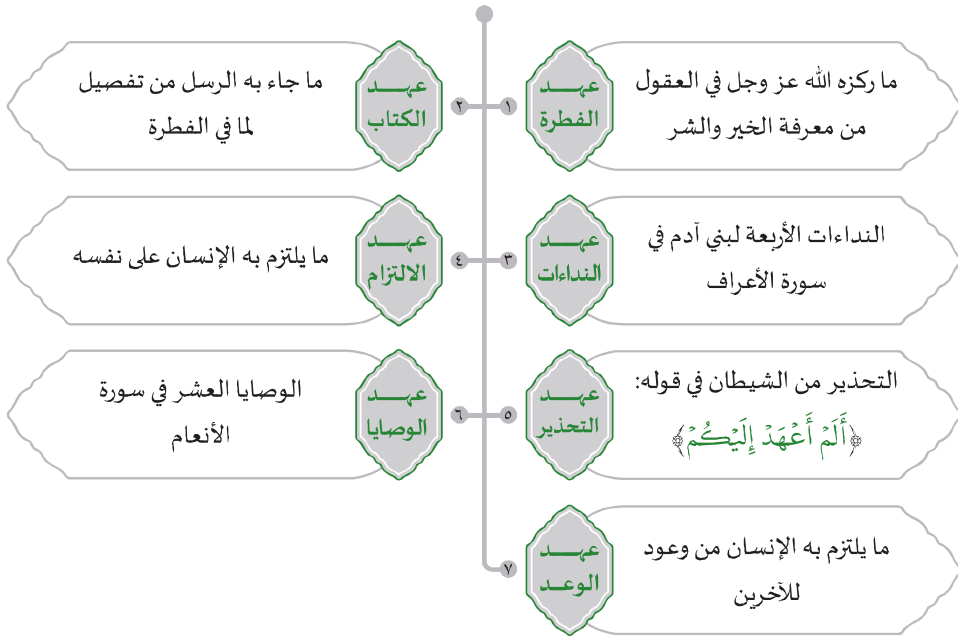 ١
عهد
الفطرة
ما ركزه الله عز وجل في العقول
من معرفة الخير والشر
٢
عهد
الكتاب
ما جاء به الرسل من تفصيل
لما في الفطرة
٣
عهد
النداءات
النداءات الأربعة لبني آدم في
سورة الأعراف
٤
عهد
الالتزام
ما يلتزم به الإنسان على نفسه
٥
عهد
التحذير
التحذير من الشيطان في قوله:
﴿أَلَمْ أَعْهَدْ إِلَيْكُمْ﴾
٦
عهد
الوصايا
الوصايا العشر في سورة
الأنعام
٧
عهد
الوعد
ما يلتزم به الإنسان من وعود
للآخرين